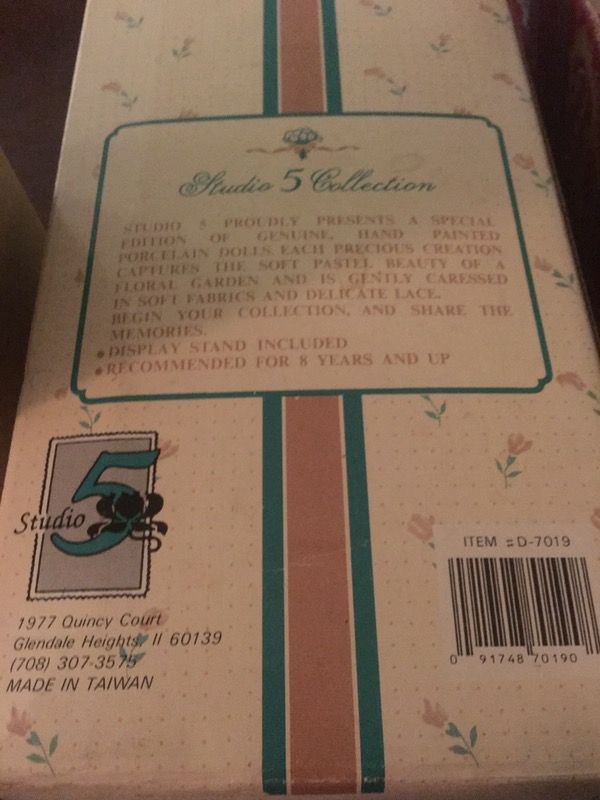 Studio 5 Collection
STUDIO 5 PROUDLY PRESENTS A SPECIAL
EDITION OF GENUINE, HAND PAINTED
PORCELAIN DOLLS. EACH PRECIOUS CREATION
CAPTURES THE SOFT PASTEL BEAUTY OF A
FLORAL GARDEN AND IS GENTLY CARESSED
IN SOFT FABRICS AND DELICATE LACE.
BEGIN YOUR COLLECTION, AND SHARE THE
MEMORIES.
• DISPLAY STAND INCLUDED
• RECOMMENDED FOR 8 YEARS AND UP
Studio 5
1977 Quincy Court
Glendale Heights, Il 60139
(708) 307-3575
MADE IN TAIWAN
ITEM #D-7019
0 91748 70190